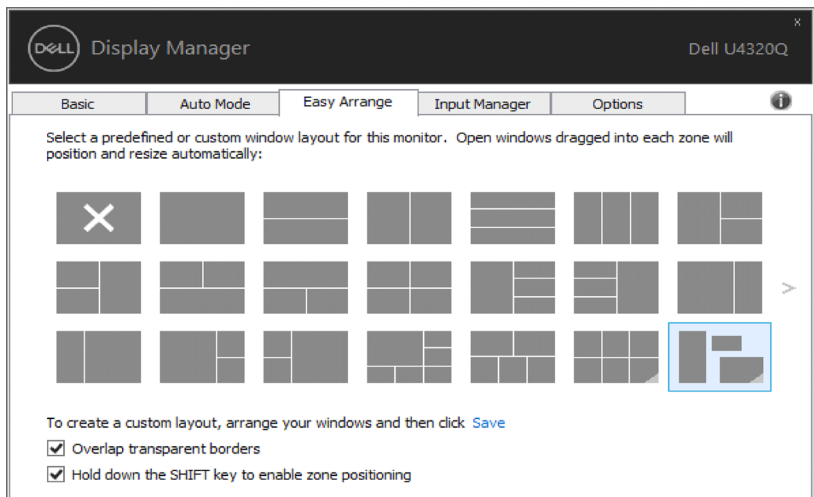 x
DELL Display Manager
Dell U4320Q
Basic Auto Mode Easy Arrange Input Manager Options i
Select a predefined or custom window layout for this monitor. Open windows dragged into each zone will
position and resize automatically:
>
To create a custom layout, arrange your windows and then click Save
Overlap transparent borders
Hold down the SHIFT key to enable zone positioning